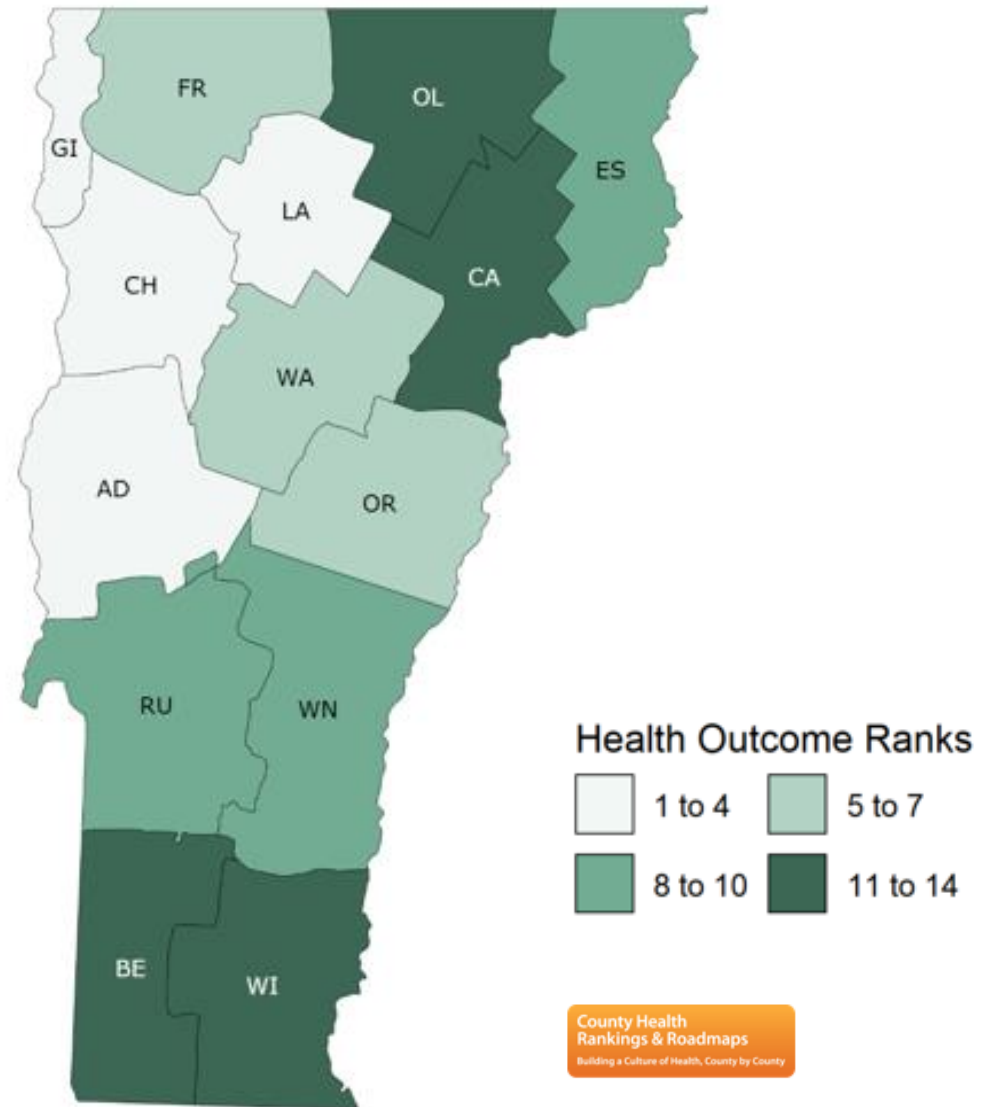 FR
OL
GI
ES
LA
CH
CA
WA
AD
OR
RU
WN
BE
WI
Health Outcome Ranks
1 to 4
5 to 7
8 to 10
11 to 14
County Health
Rankings & Roadmaps
Building a Culture of Health, County by County